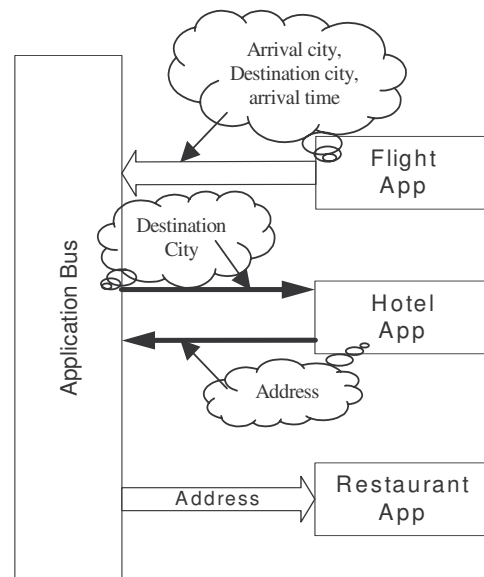 Arrival city,
Destination city,
arrival time
Flight
App
Destination
City
Application Bus
Hotel
App
Address
Address
Restaurant
App